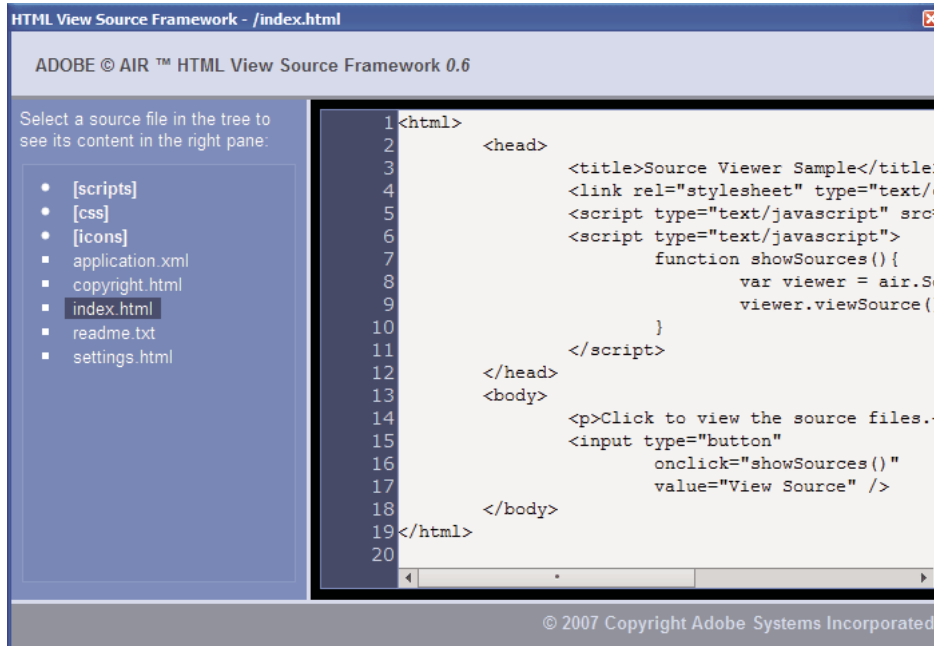 HTML View Source Framework - /index.html
ADOBE © AIR ™ HTML View Source Framework 0.6
Select a source file in the tree to
see its content in the right pane:
[scripts]
[css]
[icons]
application.xml
copyright.html
index.html
readme.txt
settings.html
1 <html>
2 <head>
3 <title>Source Viewer Sample</title
4 <link rel="stylesheet" type="text/
5 <script type="text/javascript" src
6 <script type="text/javascript">
7 function showSources(){
8 var viewer = air.S
9 viewer.viewSource(
10 }
11 </script>
12 </head>
13 <body>
14 <p>Click to view the source files.
15 <input type="button"
16 onclick="showSources()"
17 value="View Source" />
18 </body>
19 </html>
20
© 2007 Copyright Adobe Systems Incorporated